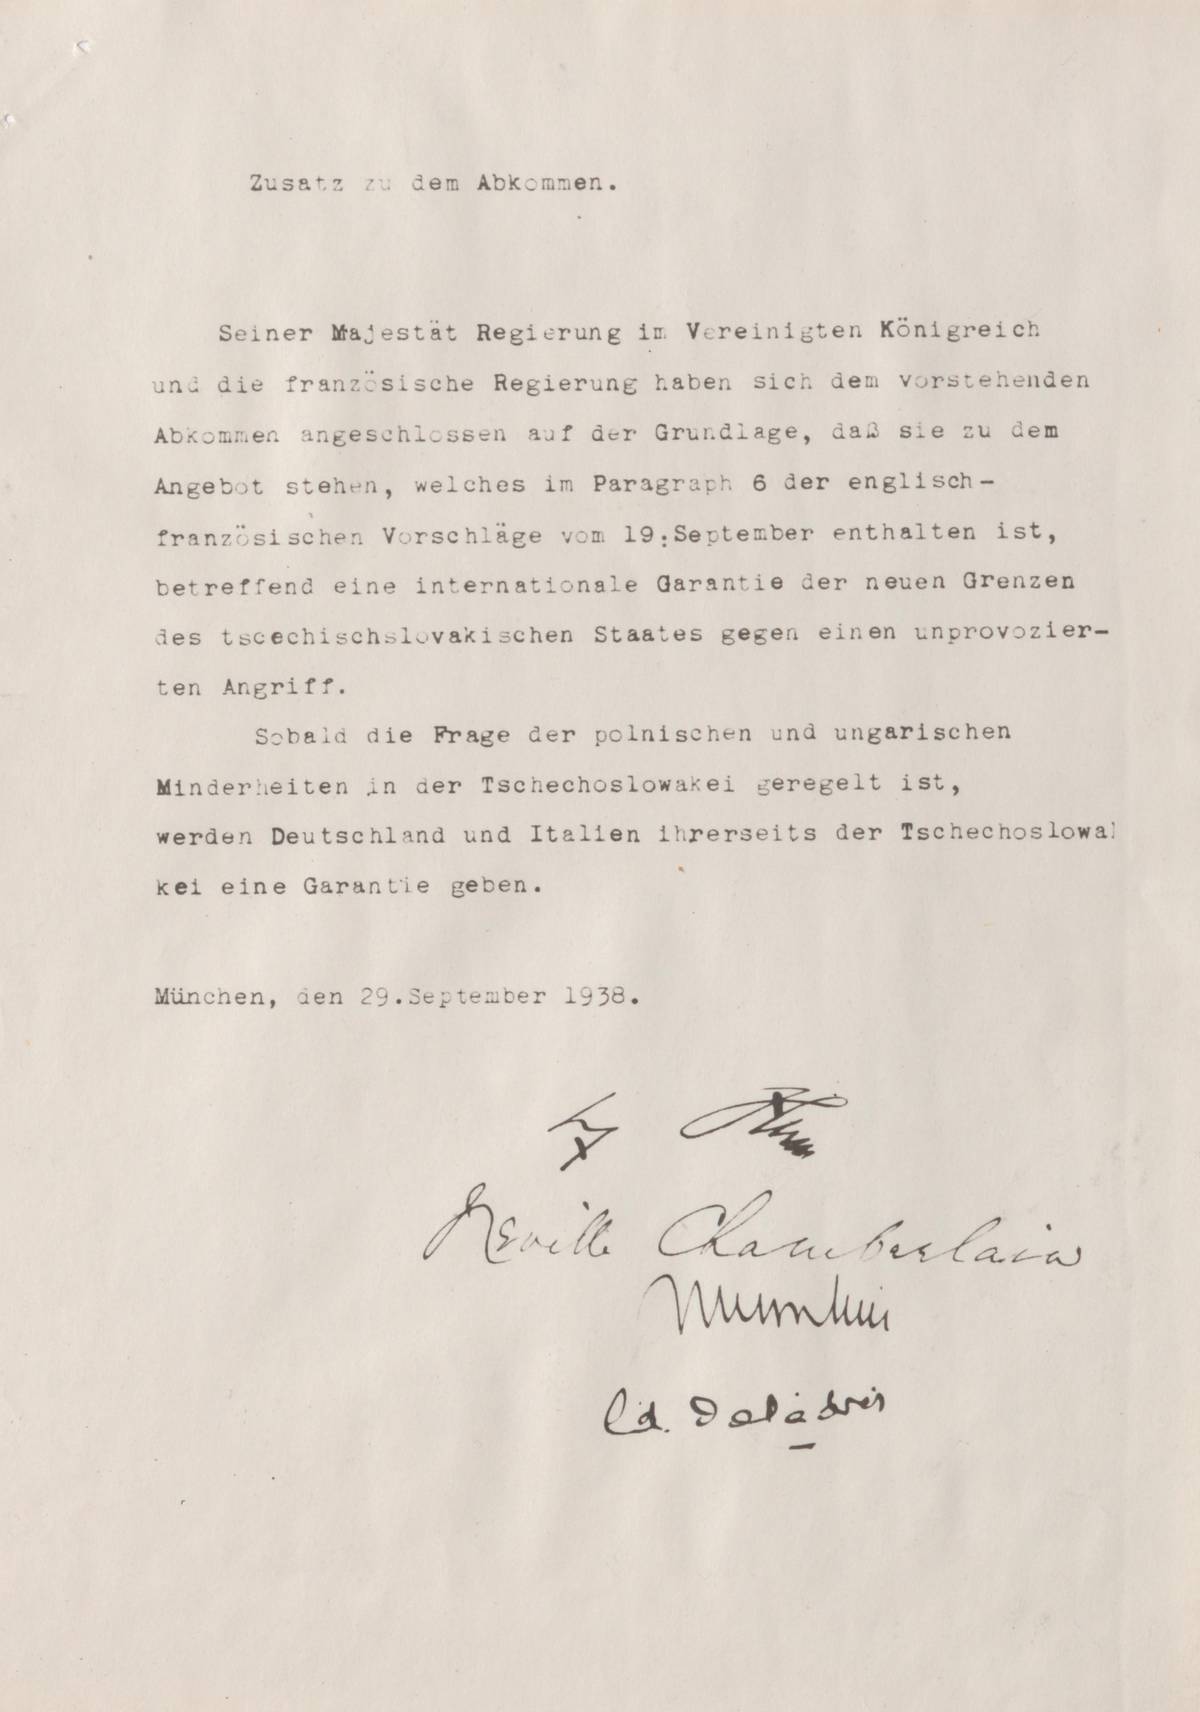 Zusatz zu dem Abkommen.
Seiner Majestät Regierung im Vereinigten Königreich
und die französische Regierung haben sich dem vorstehenden
Abkommen angeschlossen auf der Grundlage, daß sie zu dem
Angebot stehen, welches im Paragraph 6 der englisch-
französischen Vorschläge vom 19.September enthalten ist,
betreffend eine internationale Garantie der neuen Grenzen
des tscechischslovakischen Staates gegen einen unprovozier-
ten Angriff.
Sobald die Frage der polnischen und ungarischen
Minderheiten in der Tschechoslowakei geregelt ist,
werden Deutschland und Italien ihrerseits der Tschechoslowa
kei eine Garantie geben.
München, den 29.September 1938.
Neville Chamberlain
Mussolini
Ed. Daladier